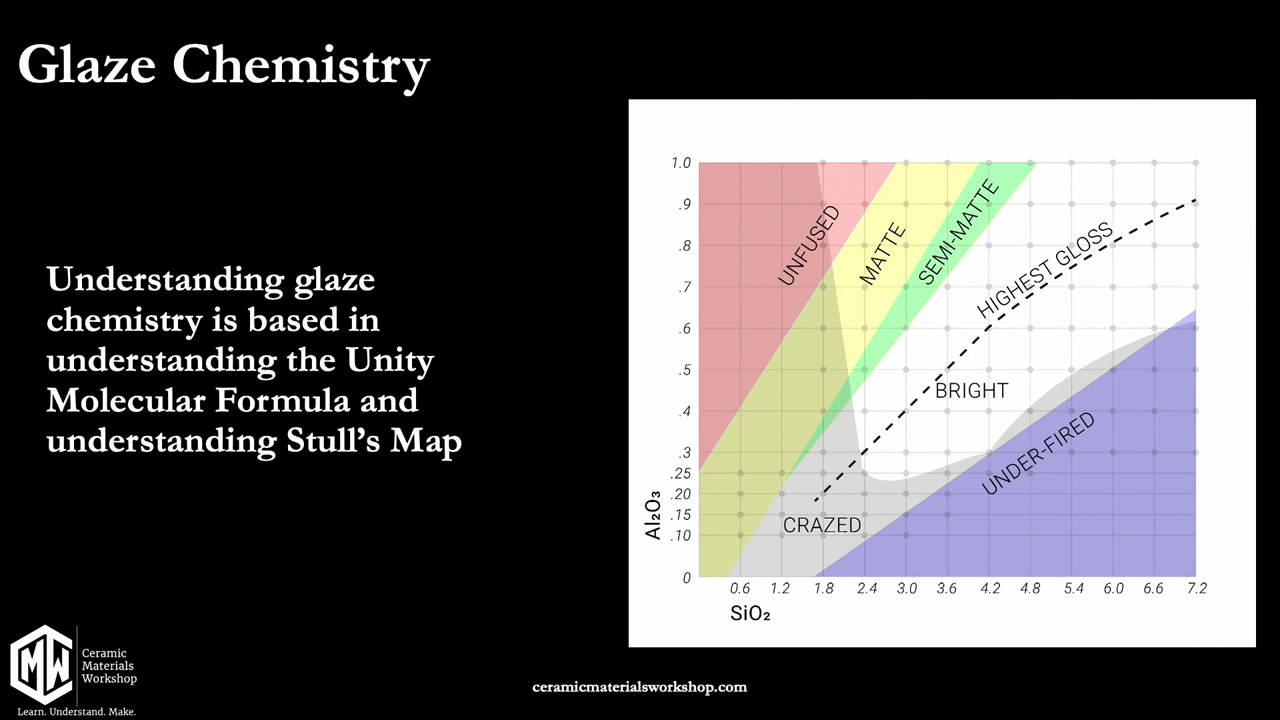 Glaze Chemistry
Understanding glaze
chemistry is based in
understanding the Unity
Molecular Formula and
understanding Stull's Map
1.0
.9
.8
.7
.6
.5
.4
.3
.25
.20
.15
.10
0
Al₂O₃
UNFUSED
MATTE
SEMI-MATTE
HIGHEST GLOSS
BRIGHT
UNDER-FIRED
CRAZED
0.6 1.2 1.8 2.4 3.0 3.6 4.2 4.8 5.4 6.0 6.6 7.2
SiO₂
CMW
Ceramic
Materials
Workshop
Learn. Understand. Make.
ceramicmaterialsworkshop.com